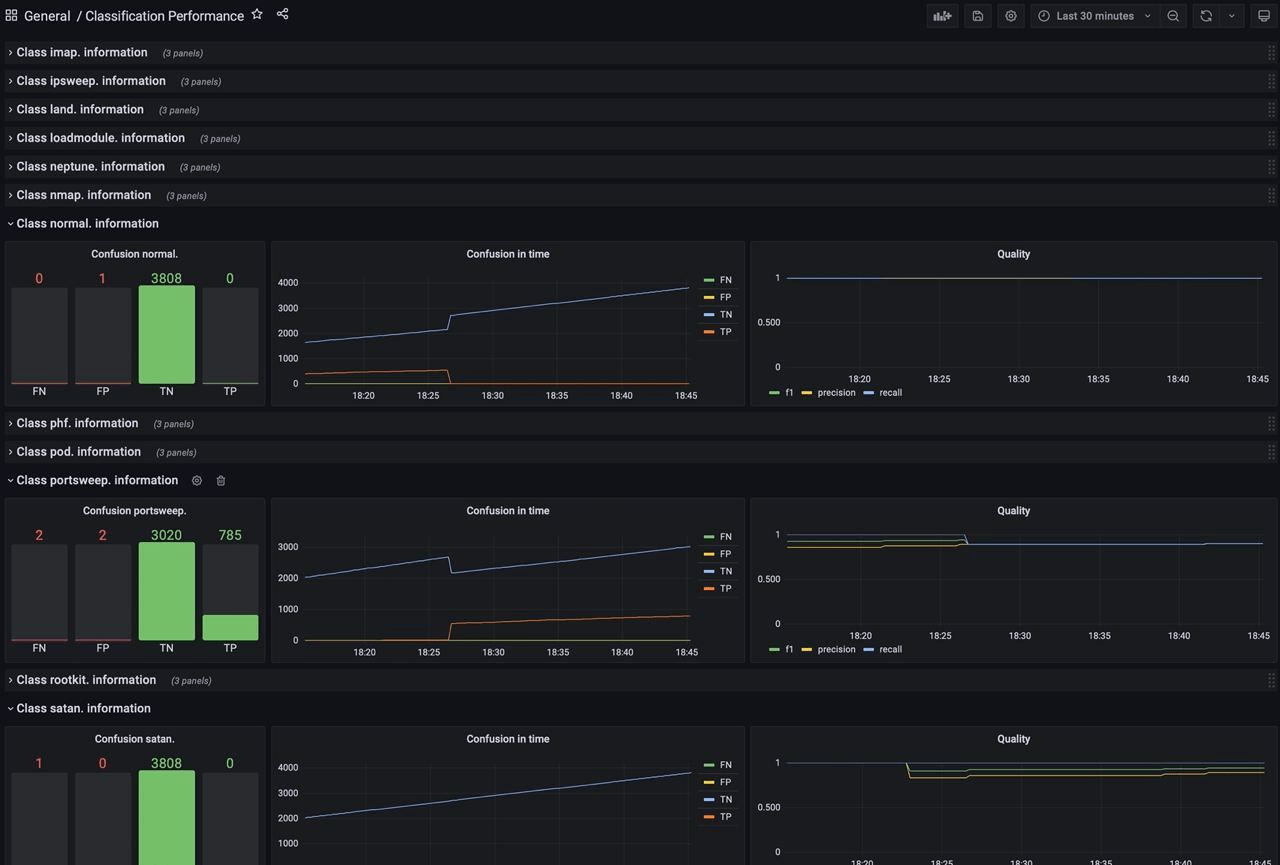 General / Classification Performance
Last 30 minutes
Class imap. information (3 panels)
Class ipsweep. information (3 panels)
Class land. information (3 panels)
Class loadmodule. information (3 panels)
Class neptune. information (3 panels)
Class nmap. information (3 panels)
Class normal. information
Confusion normal.
0 1 3808 0
FN FP TN TP
Confusion in time
4000
3000
2000
1000
0
18:20 18:25 18:30 18:35 18:40 18:45
FN
FP
TN
TP
Quality
1
0.500
0
18:20 18:25 18:30 18:35 18:40 18:45
f1 precision recall
Class phf. information (3 panels)
Class pod. information (3 panels)
Class portsweep. information
Confusion portsweep.
2 2 3020 785
FN FP TN TP
Confusion in time
3000
2000
1000
0
18:20 18:25 18:30 18:35 18:40 18:45
FN
FP
TN
TP
Quality
1
0.500
0
18:20 18:25 18:30 18:35 18:40 18:45
f1 precision recall
Class rootkit. information (3 panels)
Class satan. information
Confusion satan.
1 0 3808 0
Confusion in time
4000
3000
2000
1000
FN
FP
TN
TP
Quality
1
0.500
0
18:20 18:25 18:30 18:35 18:40 18:45